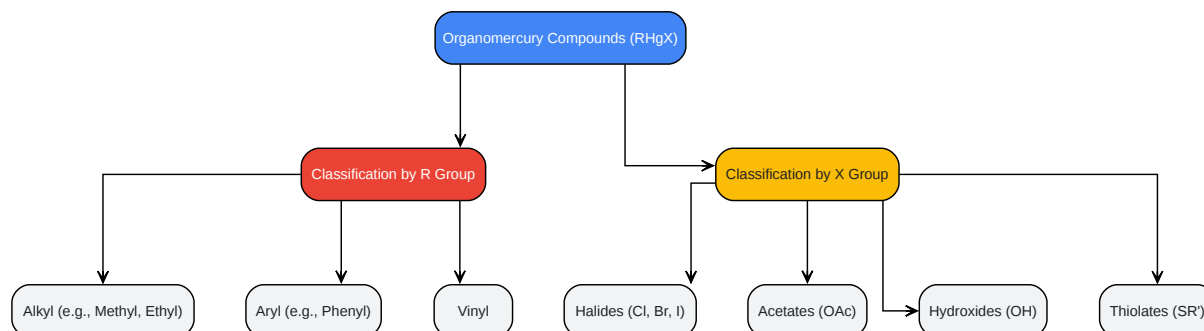 Organomercury Compounds (RHgX)
Classification by R Group
Classification by X Group
Alkyl (e.g., Methyl, Ethyl)
Aryl (e.g., Phenyl)
Vinyl
Halides (Cl, Br, I)
Acetates (OAc)
Hydroxides (OH)
Thiolates (SR)